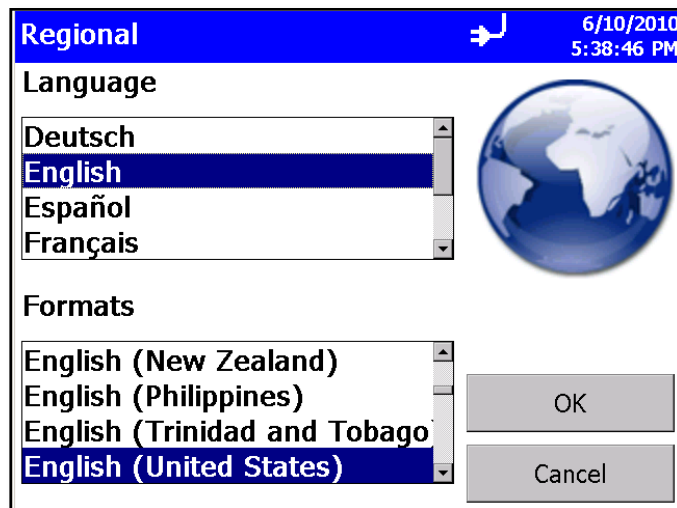 Regional
6/10/2010
5:38:46 PM
Language
Deutsch
English
Español
Français
Formats
English (New Zealand)
English (Philippines)
English (Trinidad and Tobago)
English (United States)
OK
Cancel